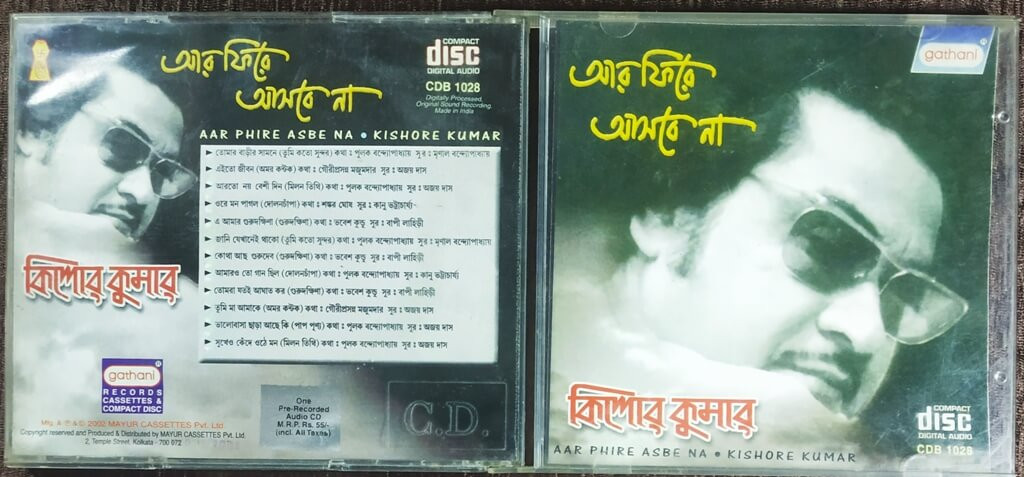 আর ফিরে
আসবে না
COMPACT
disc
DIGITAL AUDIO
CDB 1028
Digitally Processed
Original Sound Recording
Made in India
AAR PHIRE ASBE NA • KISHORE KUMAR
তোমার বাড়ীর সামনে (তুমি কতো সুন্দর) কথা : পুলক বন্দ্যোপাধ্যায় সুর : মৃণাল বন্দ্যোপাধ্যায়
এইতো জীবন (অমর কন্টক) কথা : গৌরীপ্রসন্ন মজুমদার সুর : অজয় দাস
আরতো নয় বেশী দিন (মিলন তিথি) কথা : পুলক বন্দ্যোপাধ্যায় সুর : অজয় দাস
ওরে মন পাগল (দোলনচাঁপা) কথা : শঙ্কর ঘোষ সুর : কানু ভট্টাচার্য্য
এ আমার গুরুদক্ষিণা (গুরুদক্ষিণা) কথা : ভবেশ কুন্ডু সুর : বাপী লাহিড়ী
জানি যেখানেই থাকো (তুমি কতো সুন্দর) কথা : পুলক বন্দ্যোপাধ্যায় সুর : মৃণাল বন্দ্যোপাধ্যায়
কোথা আছ গুরুদেব (গুরুদক্ষিণা) কথা : ভবেশ কুন্ডু সুর : বাপী লাহিড়ী
আমারও তো গান ছিল (দোলনচাঁপা) কথা : পুলক বন্দ্যোপাধ্যায় সুর : কানু ভট্টাচার্য্য
তোমরা যতই আঘাত কর (গুরুদক্ষিণা) কথা : ভবেশ কুন্ডু সুর : বাপী লাহিড়ী
তুমি মা আমাকে (অমর কন্টক) কথা : গৌরীপ্রসন্ন মজুমদার সুর : অজয় দাস
ভালোবাসা ছাড়া আছে কি (পাপ পূণ্য) কথা : পুলক বন্দ্যোপাধ্যায় সুর : অজয় দাস
সুখেও কেঁদে ওঠে মন (মিলন তিথি) কথা : পুলক বন্দ্যোপাধ্যায় সুর : অজয় দাস
কিশোর কুমার
gathani
RECORDS
CASSETTES &
COMPACT DISC
Mfg. & ℗ & © 2002 MAYUR CASSETTES Pvt. Ltd
Copyright reserved and Produced & Distributed by MAYUR CASSETTES Pvt. Ltd.
2, Temple Street, Kolkata - 700 072
One
Pre-Recorded
Audio CD
M.R.P. Rs. 55/-
(incl. All Taxes)
C.D.
gathani
আর ফিরে
আসবে না
কিশোর কুমার
AAR PHIRE ASBE NA • KISHORE KUMAR
COMPACT
disc
DIGITAL AUDIO
CDB 1028